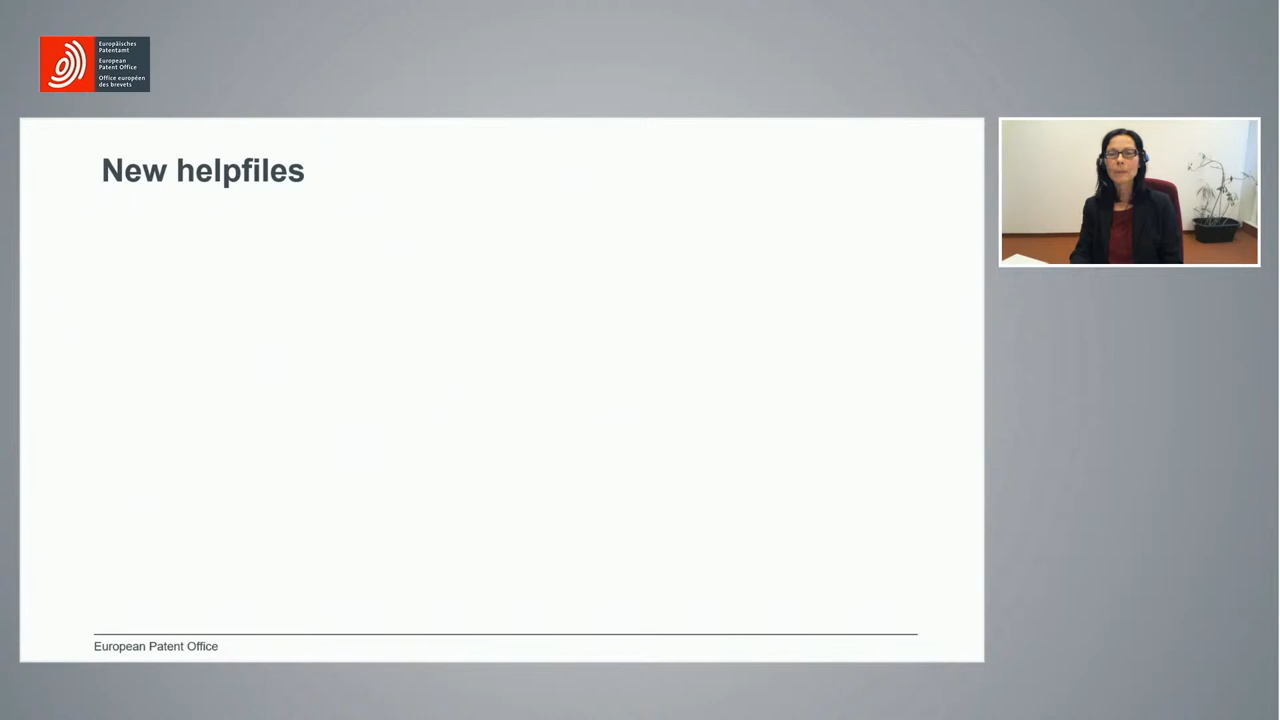 Europäisches
Patentamt
European
Patent Office
Office européen
des brevets
New helpfiles
European Patent Office